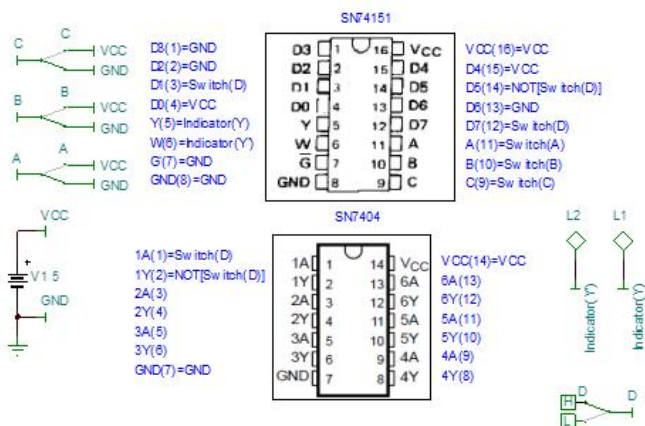 SN74151
C C VCC
GND
B B VCC
GND
A A VCC
GND
D3(1)=GND
D2(2)=GND
D1(3)=Switch(D)
D0(4)=VCC
Y(5)=Indicator(Y)
W(6)=Indicator(Y')
G'(7)=GND
GND(8)=GND
D3 1 16 VCC
D2 2 15 D4
D1 3 14 D5
D0 4 13 D6
Y 5 12 D7
W 6 11 A
G 7 10 B
GND 8 9 C
VCC(16)=VCC
D4(15)=VCC
D5(14)=NOT[Switch(D)]
D6(13)=GND
D7(12)=Switch(D)
A(11)=Switch(A)
B(10)=Switch(B)
C(9)=Switch(C)
SN7404
VCC
+
V1 5
GND
1A(1)=Switch(D)
1Y(2)=NOT[Switch(D)]
2A(3)
2Y(4)
3A(5)
3Y(6)
GND(7)=GND
1A 1 14 VCC
1Y 2 13 6A
2A 3 12 6Y
2Y 4 11 5A
3A 5 10 5Y
3Y 6 9 4A
GND 7 8 4Y
VCC(14)=VCC
6A(13)
6Y(12)
5A(11)
5Y(10)
4A(9)
4Y(8)
L2 L1
Indicator(Y')
Indicator(Y)
H D D
L